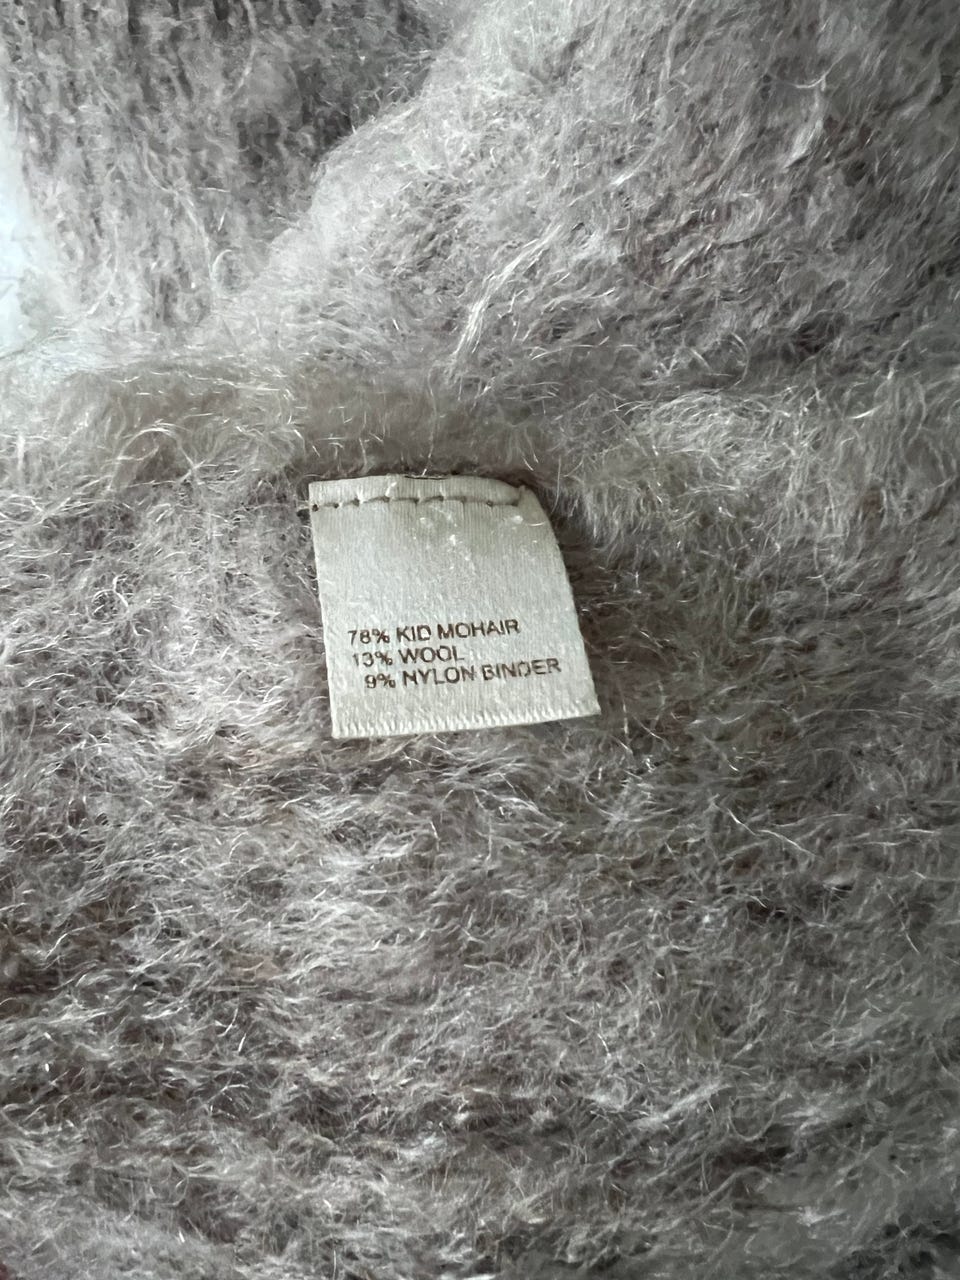 78% KID MOHAIR
13% WOOL
9% NYLON BINDER